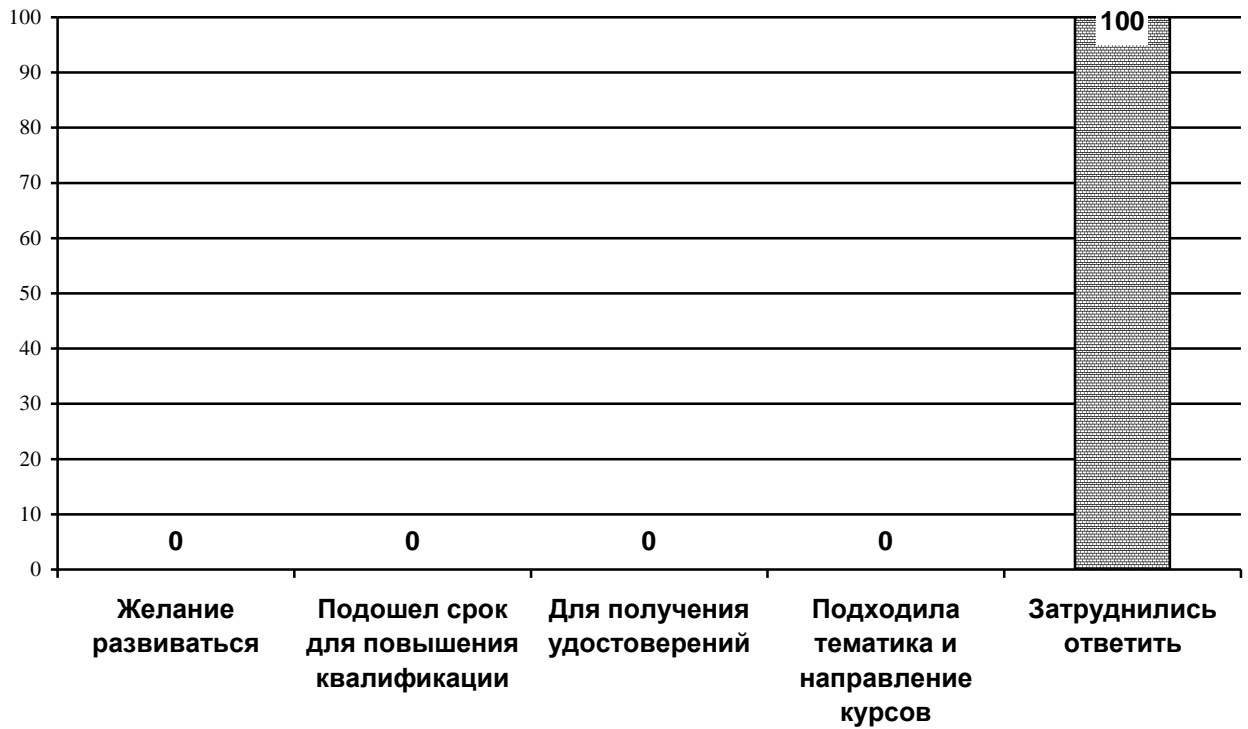 100
100
90
80
70
60
50
40
30
20
10
0
0
0
0
0
Желание
развиваться
Подошел срок
для повышения
квалификации
Для получения
удостоверений
Подходила
тематика и
направление
курсов
Затруднились
ответить